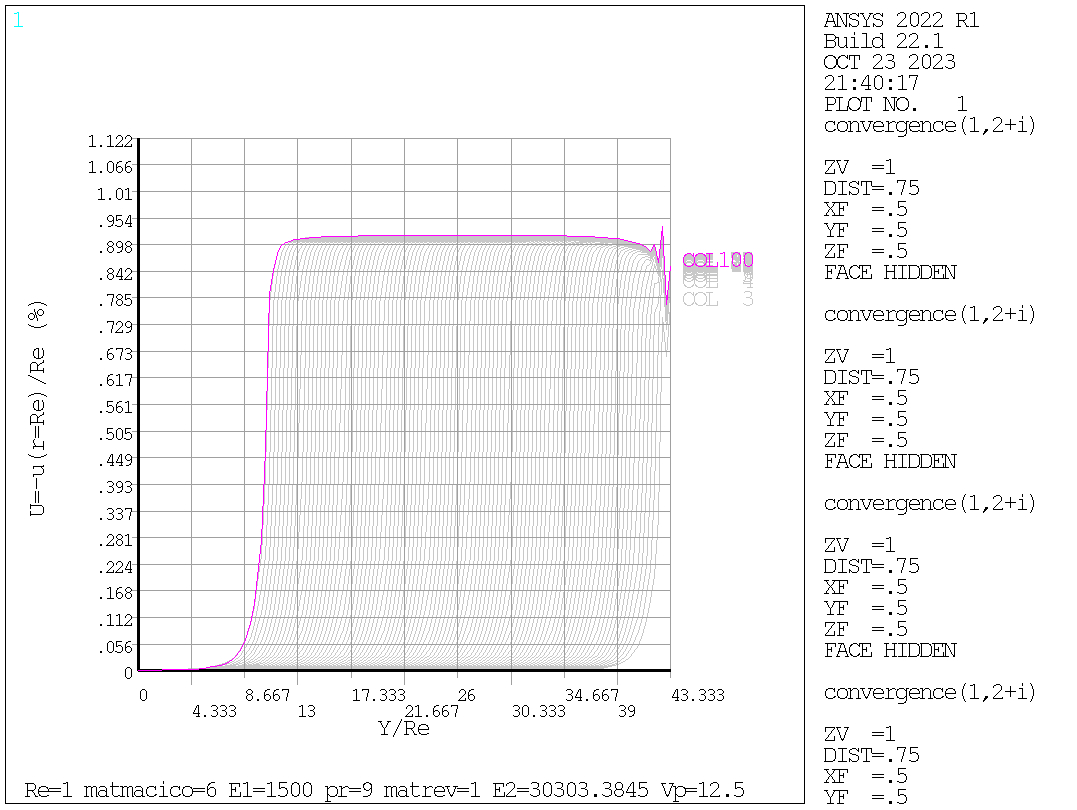 1
ANSYS 2022 R1
Build 22.1
OCT 23 2023
21:40:17
PLOT NO.   1
convergence(1,2+i)
ZV  =1
DIST=.75
XF  =.5
YF  =.5
ZF  =.5
FACE HIDDEN
convergence(1,2+i)
ZV  =1
DIST=.75
XF  =.5
YF  =.5
ZF  =.5
FACE HIDDEN
convergence(1,2+i)
ZV  =1
DIST=.75
XF  =.5
YF  =.5
ZF  =.5
FACE HIDDEN
convergence(1,2+i)
ZV  =1
DIST=.75
XF  =.5
YF  =.5
U=-u(r=Re)/Re (%)
1.122
1.066
1.01
.954
.898
.842
.785
.729
.673
.617
.561
.505
.449
.393
.337
.281
.224
.168
.112
.056
0
COL100
COL  3
0
8.667
17.333
26
34.667
43.333
4.333
13
21.667
30.333
39
Y/Re
Re=1 matmacico=6 E1=1500 pr=9 matrev=1 E2=30303.3845 Vp=12.5